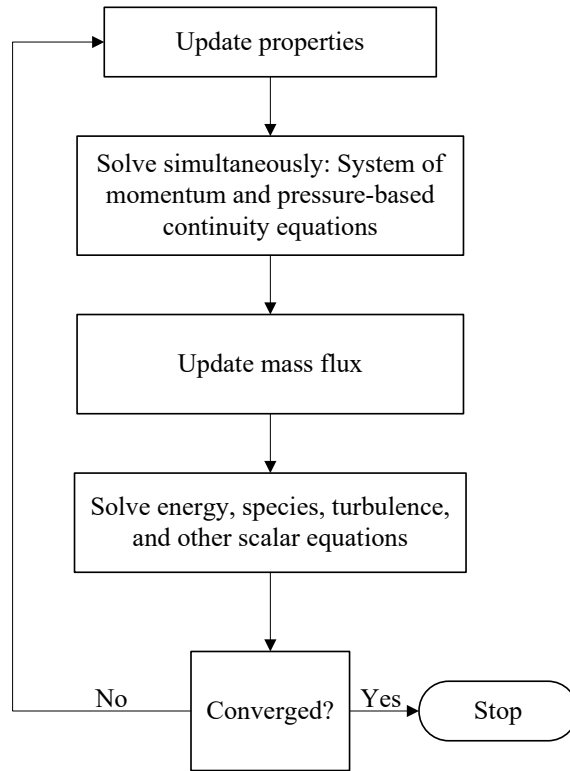 Update properties
Solve simultaneously: System of
momentum and pressure-based
continuity equations
Update mass flux
Solve energy, species, turbulence,
and other scalar equations
No
Converged?
Yes
Stop